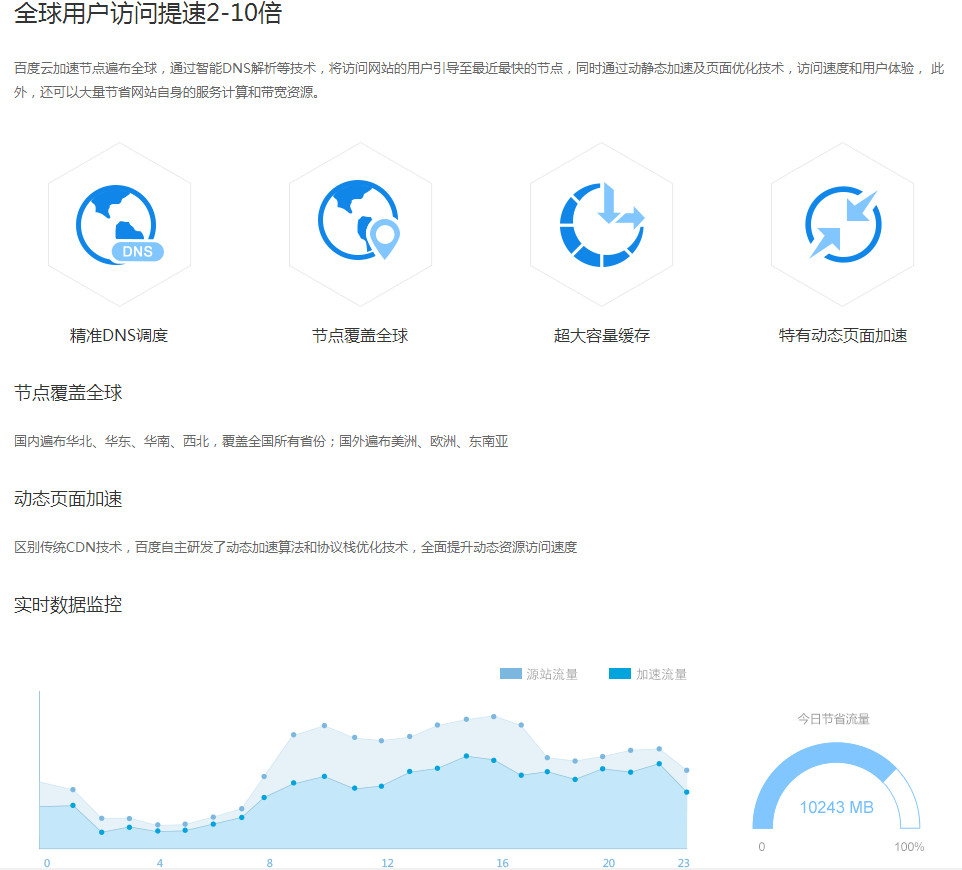 全球用户访问提速2-10倍
百度云加速节点遍布全球，通过智能DNS解析等技术，将访问网站的用户引导至最近最快的节点，同时通过动静态加速及页面优化技术，访问速度和用户体验， 此
外，还可以大量节省网站自身的服务计算和带宽资源。
DNS
精准DNS调度
节点覆盖全球
超大容量缓存
特有动态页面加速
节点覆盖全球
国内遍布华北、华东、华南、西北，覆盖全国所有省份；国外遍布美洲、欧洲、东南亚
动态页面加速
区别传统CDN技术，百度自主研发了动态加速算法和协议栈优化技术，全面提升动态资源访问速度
实时数据监控
源站流量
加速流量
今日节省流量
10243 MB
0
100%
0 4 8 12 16 20 23